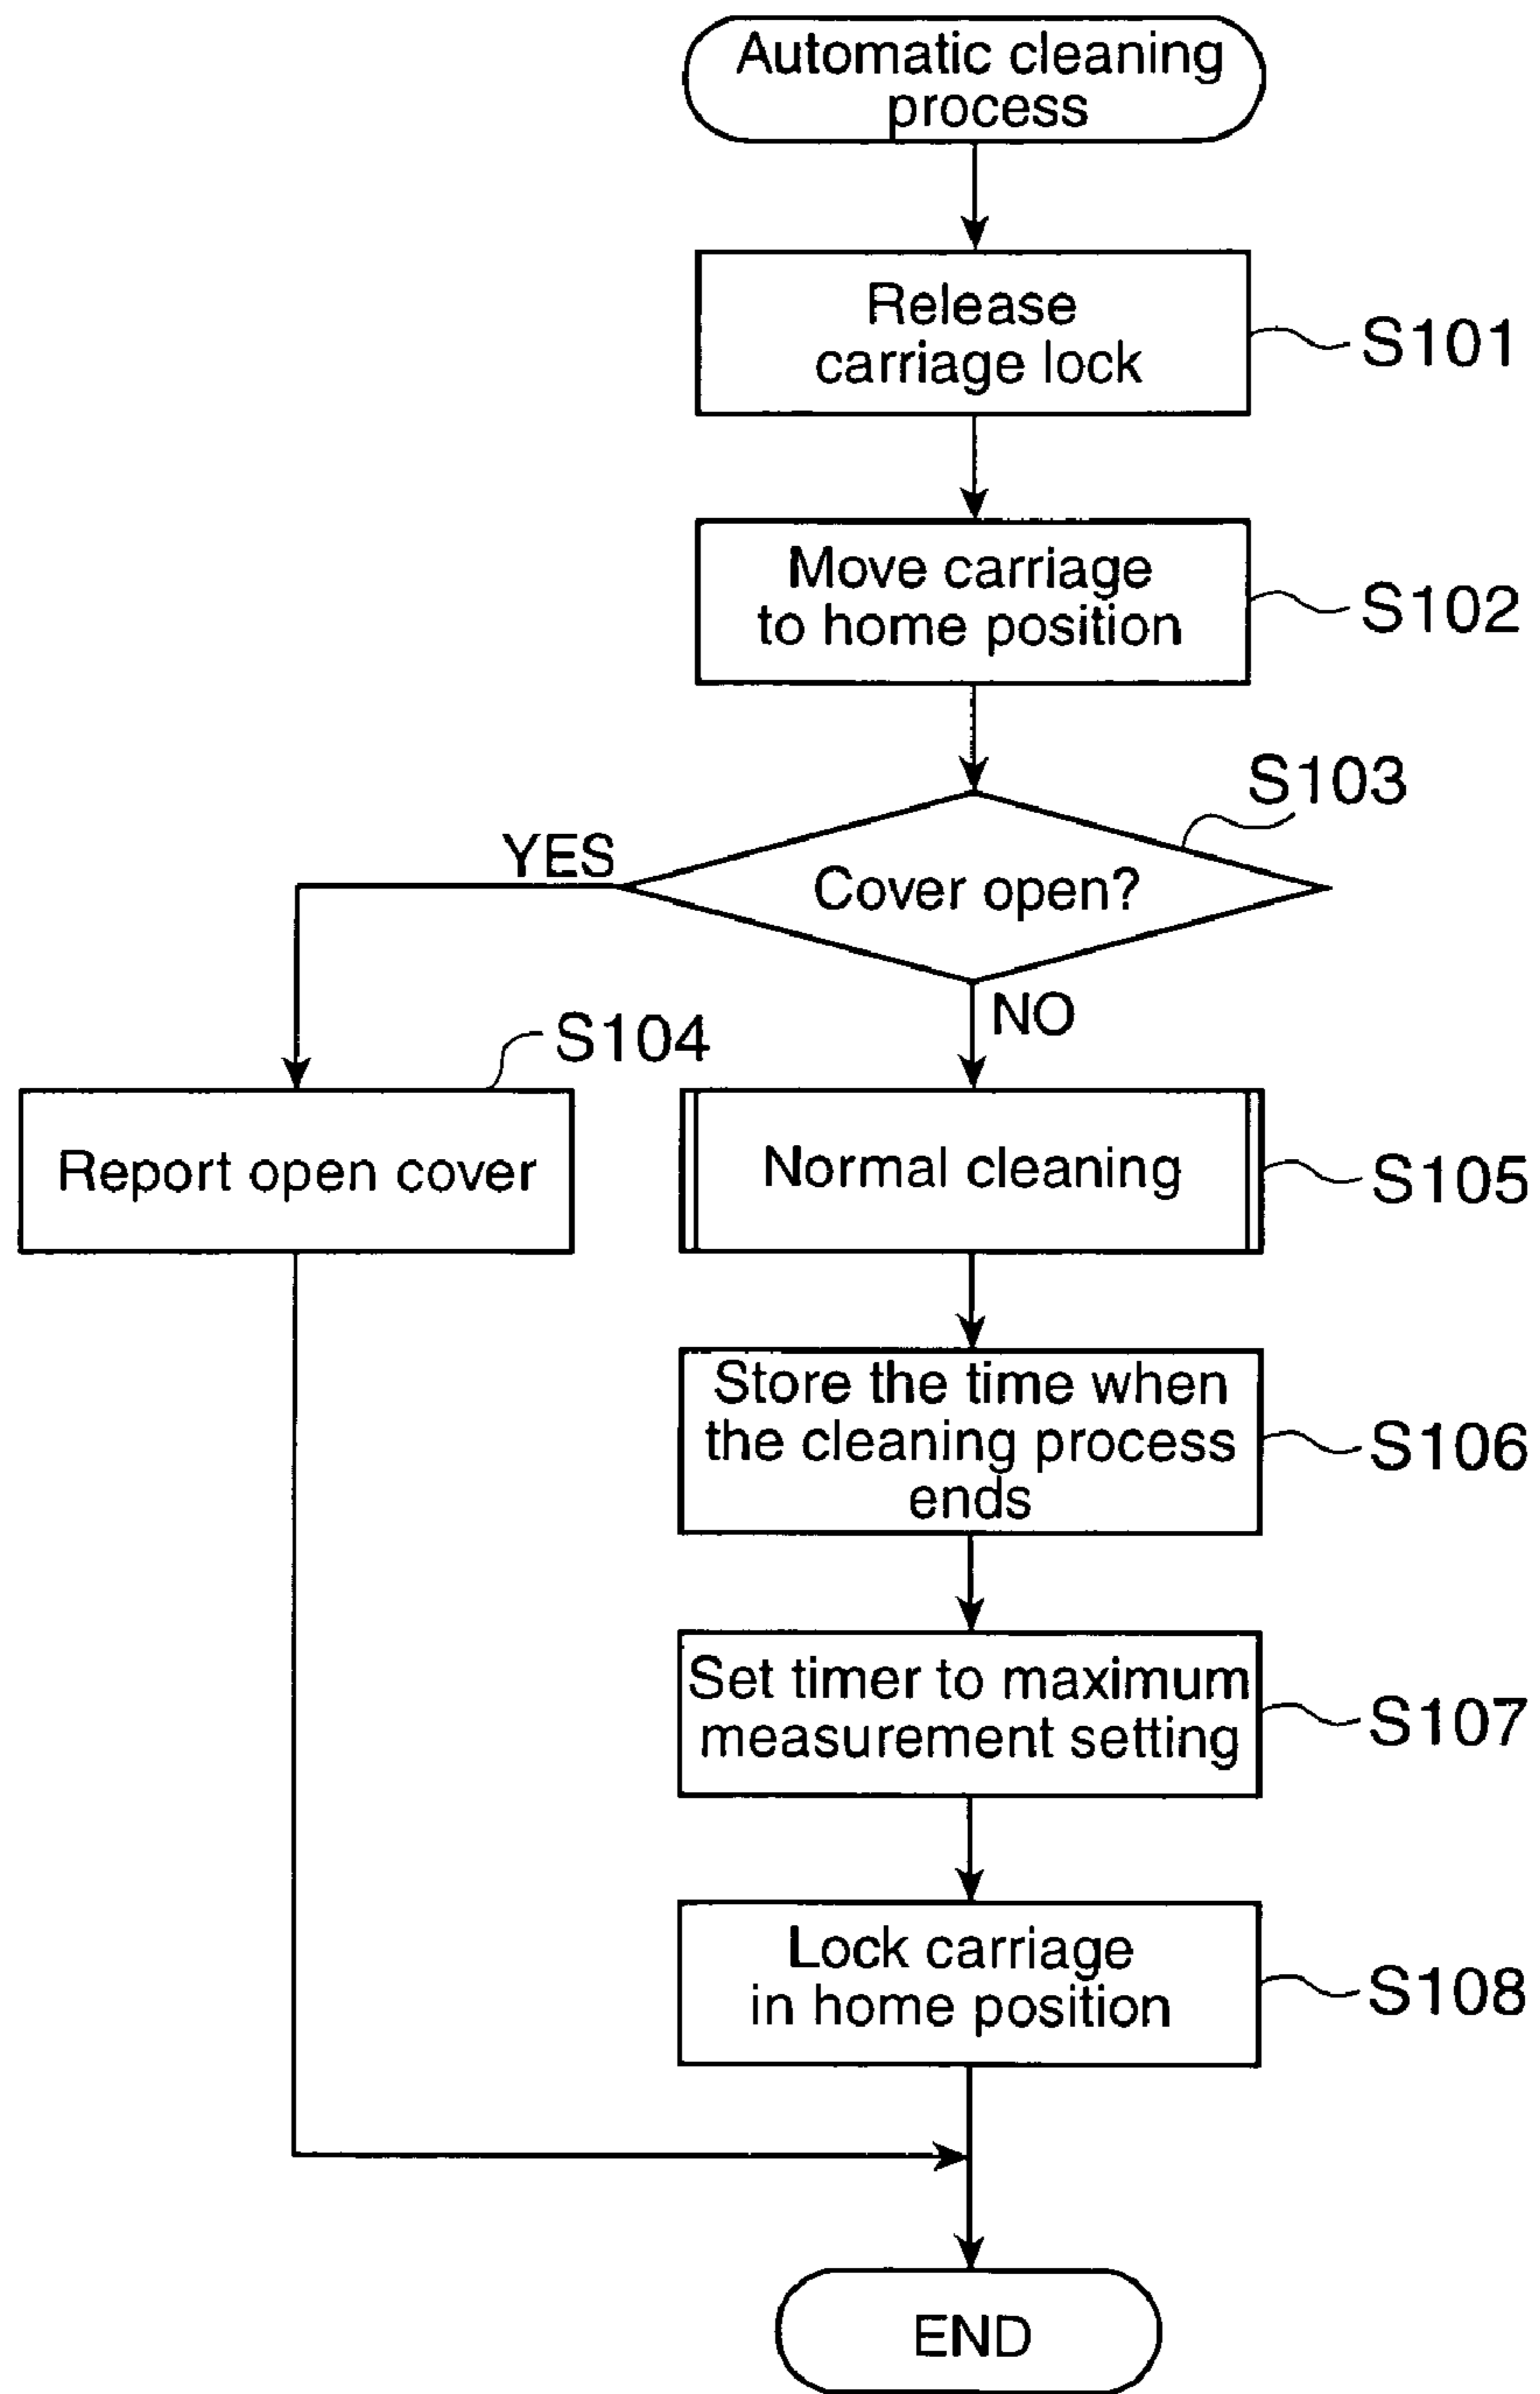 Automatic cleaning
process
Release
carriage lock
S101
Move carriage
to home position
S102
S103
YES
Cover open?
NO
S104
Report open cover
Normal cleaning
S105
Store the time when
the cleaning process
ends
S106
Set timer to maximum
measurement setting
S107
Lock carriage
in home position
S108
END